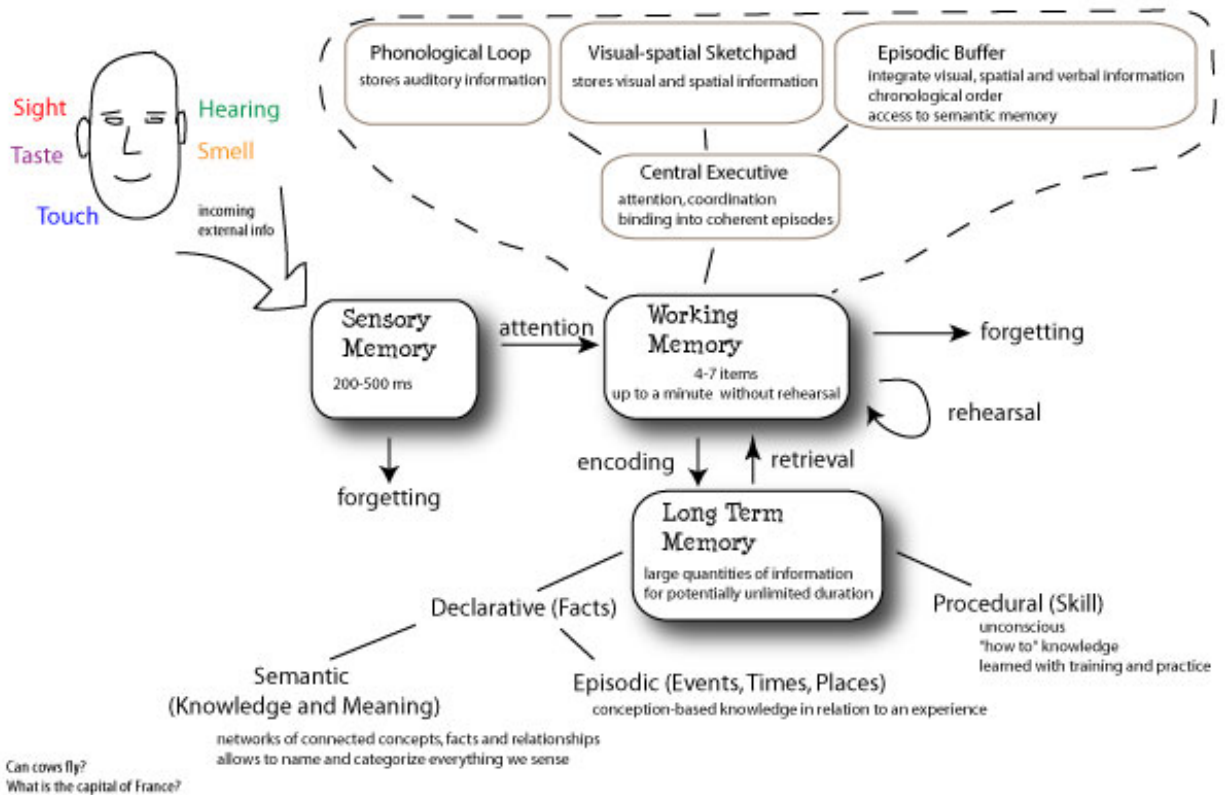 Phonological Loop
stores auditory information
Visual-spatial Sketchpad
stores visual and spatial information
Episodic Buffer
integrate visual, spatial and verbal information
chronological order
access to semantic memory
Sight
Hearing
Taste
Smell
Touch
incoming
external info
Central Executive
attention, coordination
binding into coherent episodes
Sensory
Memory
200-500 ms
attention
Working
Memory
4-7 items
up to a minute without rehearsal
forgetting
rehearsal
forgetting
encoding
retrieval
Long Term
Memory
large quantities of information
for potentially unlimited duration
Declarative (Facts)
Procedural (Skill)
unconscious
"how to" knowledge
learned with training and practice
Semantic
(Knowledge and Meaning)
networks of connected concepts, facts and relationships
allows to name and categorize everything we sense
Episodic (Events, Times, Places)
conception-based knowledge in relation to an experience
Can cows fly?
What is the capital of France?